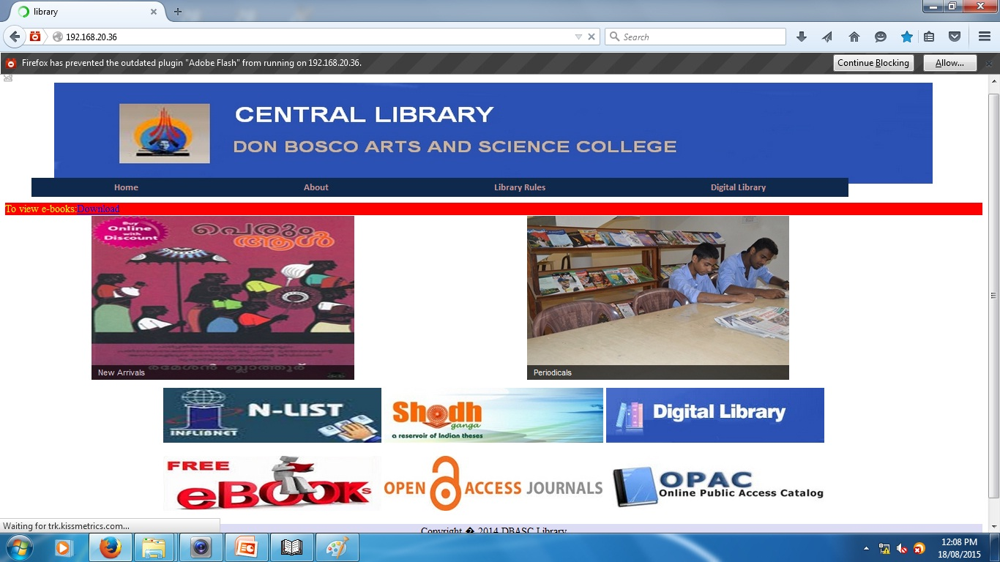 library
192.168.20.36
Search
Firefox has prevented the outdated plugin "Adobe Flash" from running on 192.168.20.36.
Continue Blocking
Allow...
CENTRAL LIBRARY
DON BOSCO ARTS AND SCIENCE COLLEGE
Home About Library Rules Digital Library
To view e-books:Download
Buy
Online
with
Discount
പെരും
ആൾ
രമേശൻ ബ്ലാത്തൂർ
New Arrivals
Periodicals
N-LIST
INFLIBNET
Shodh
ganga
a reservoir of Indian theses
Digital Library
FREE
eBOOKs
OPEN ACCESS JOURNALS
OPAC
Online Public Access Catalog
Waiting for trk.kissmetrics.com...
Copyright � 2014 DBASC Library
12:08 PM
18/08/2015